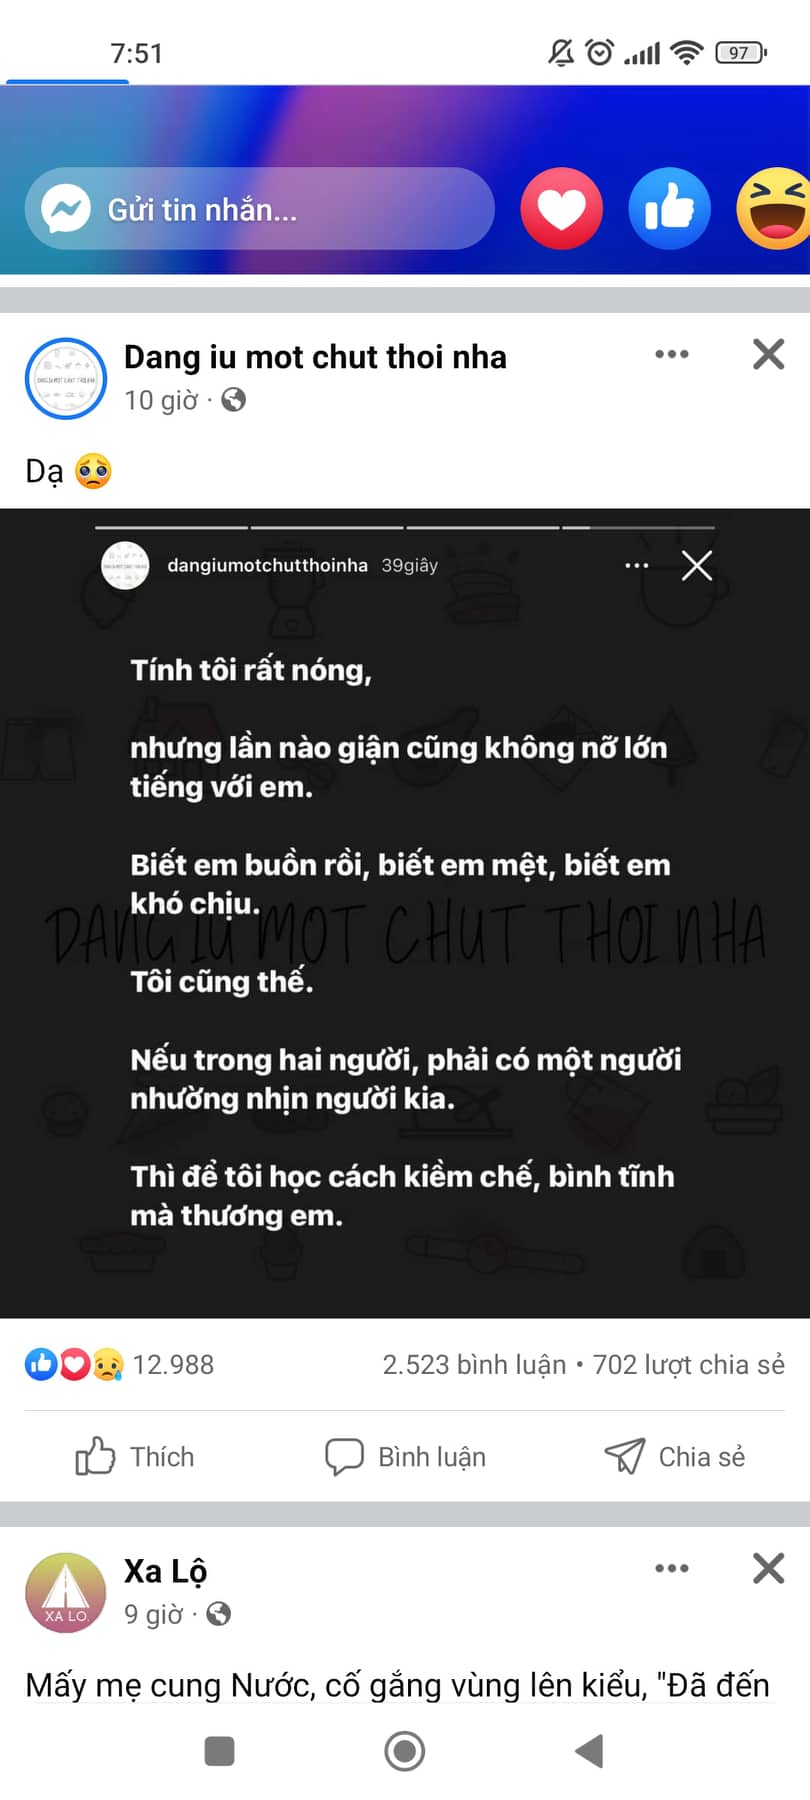 7:51
97
Gửi tin nhắn...
Dang iu mot chut thoi nha
10 giờ ·
Dạ 🥺
dangiumotchutthoinha 39giây
Tính tôi rất nóng,
nhưng lần nào giận cũng không nỡ lớn
tiếng với em.
Biết em buồn rồi, biết em mệt, biết em
khó chịu.
DANG IU MOT CHUT THOI NHA
Tôi cũng thế.
Nếu trong hai người, phải có một người
nhường nhịn người kia.
Thì để tôi học cách kiềm chế, bình tĩnh
mà thương em.
12.988
2.523 bình luận • 702 lượt chia sẻ
Thích
Bình luận
Chia sẻ
XA LO.
Xa Lộ
9 giờ ·
Mấy mẹ cung Nước, cố gắng vùng lên kiểu, "Đã đến